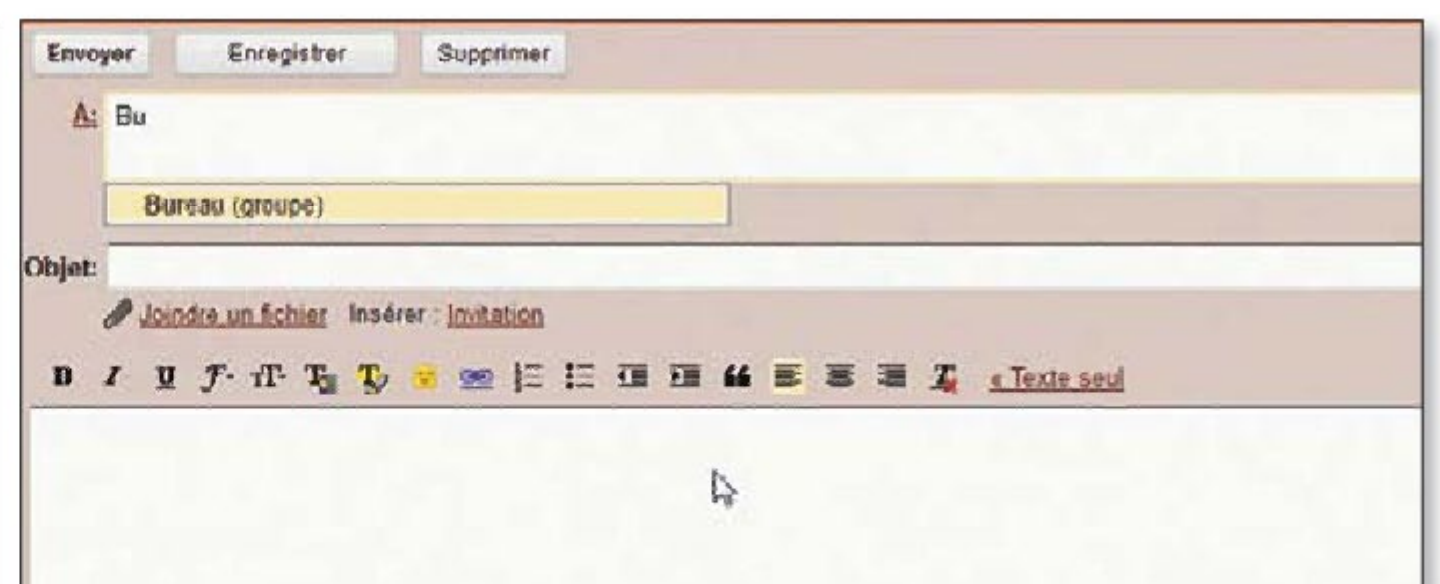 Envoyer Enregistrer Supprimer
A: Bu
Bureau (groupe)
Objet:
Joindre un fichier Insérer : Invitation
B I U F T T T « Texte seul